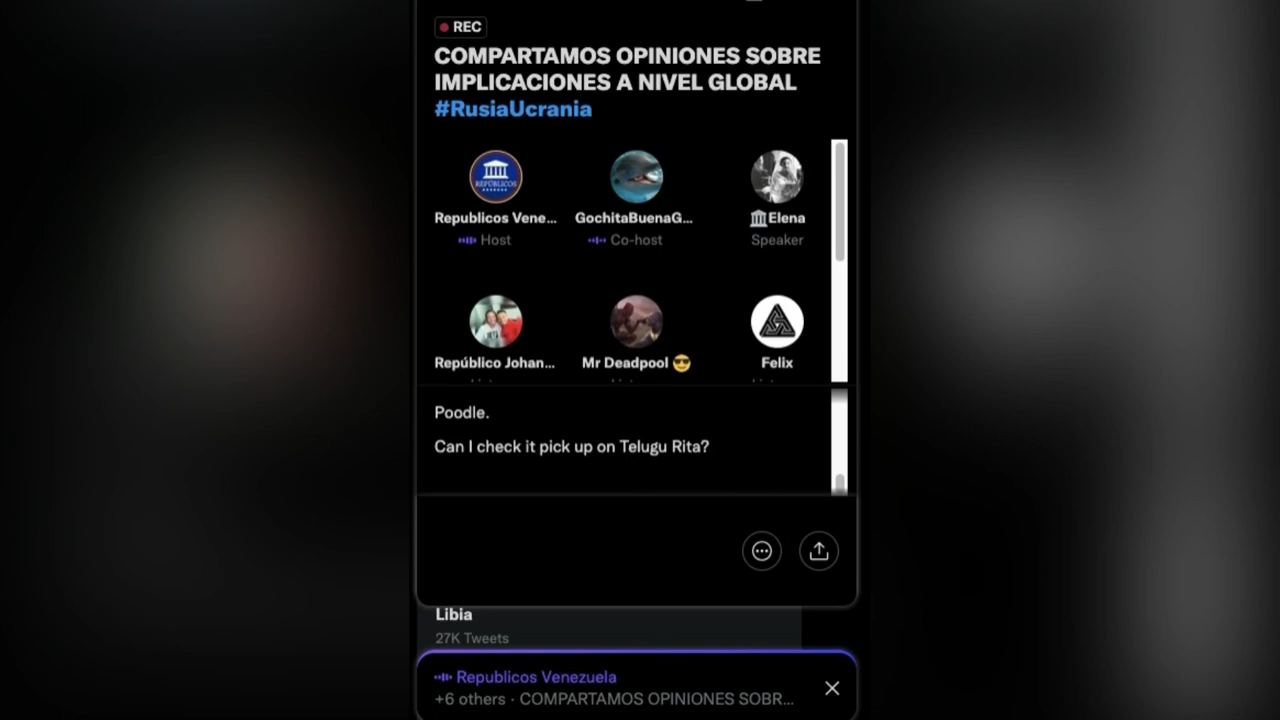 REC
COMPARTAMOS OPINIONES SOBRE
IMPLICACIONES A NIVEL GLOBAL
#RusiaUcrania
REPÚBLICOS
Republicos Vene... GochitaBuenaG... 🏛️Elena
Host Co-host Speaker
Repúblico Johan... Mr Deadpool 😎 Felix
Poodle.
Can I check it pick up on Telugu Rita?
Libia
27K Tweets
Republicos Venezuela
+6 others · COMPARTAMOS OPINIONES SOBR...